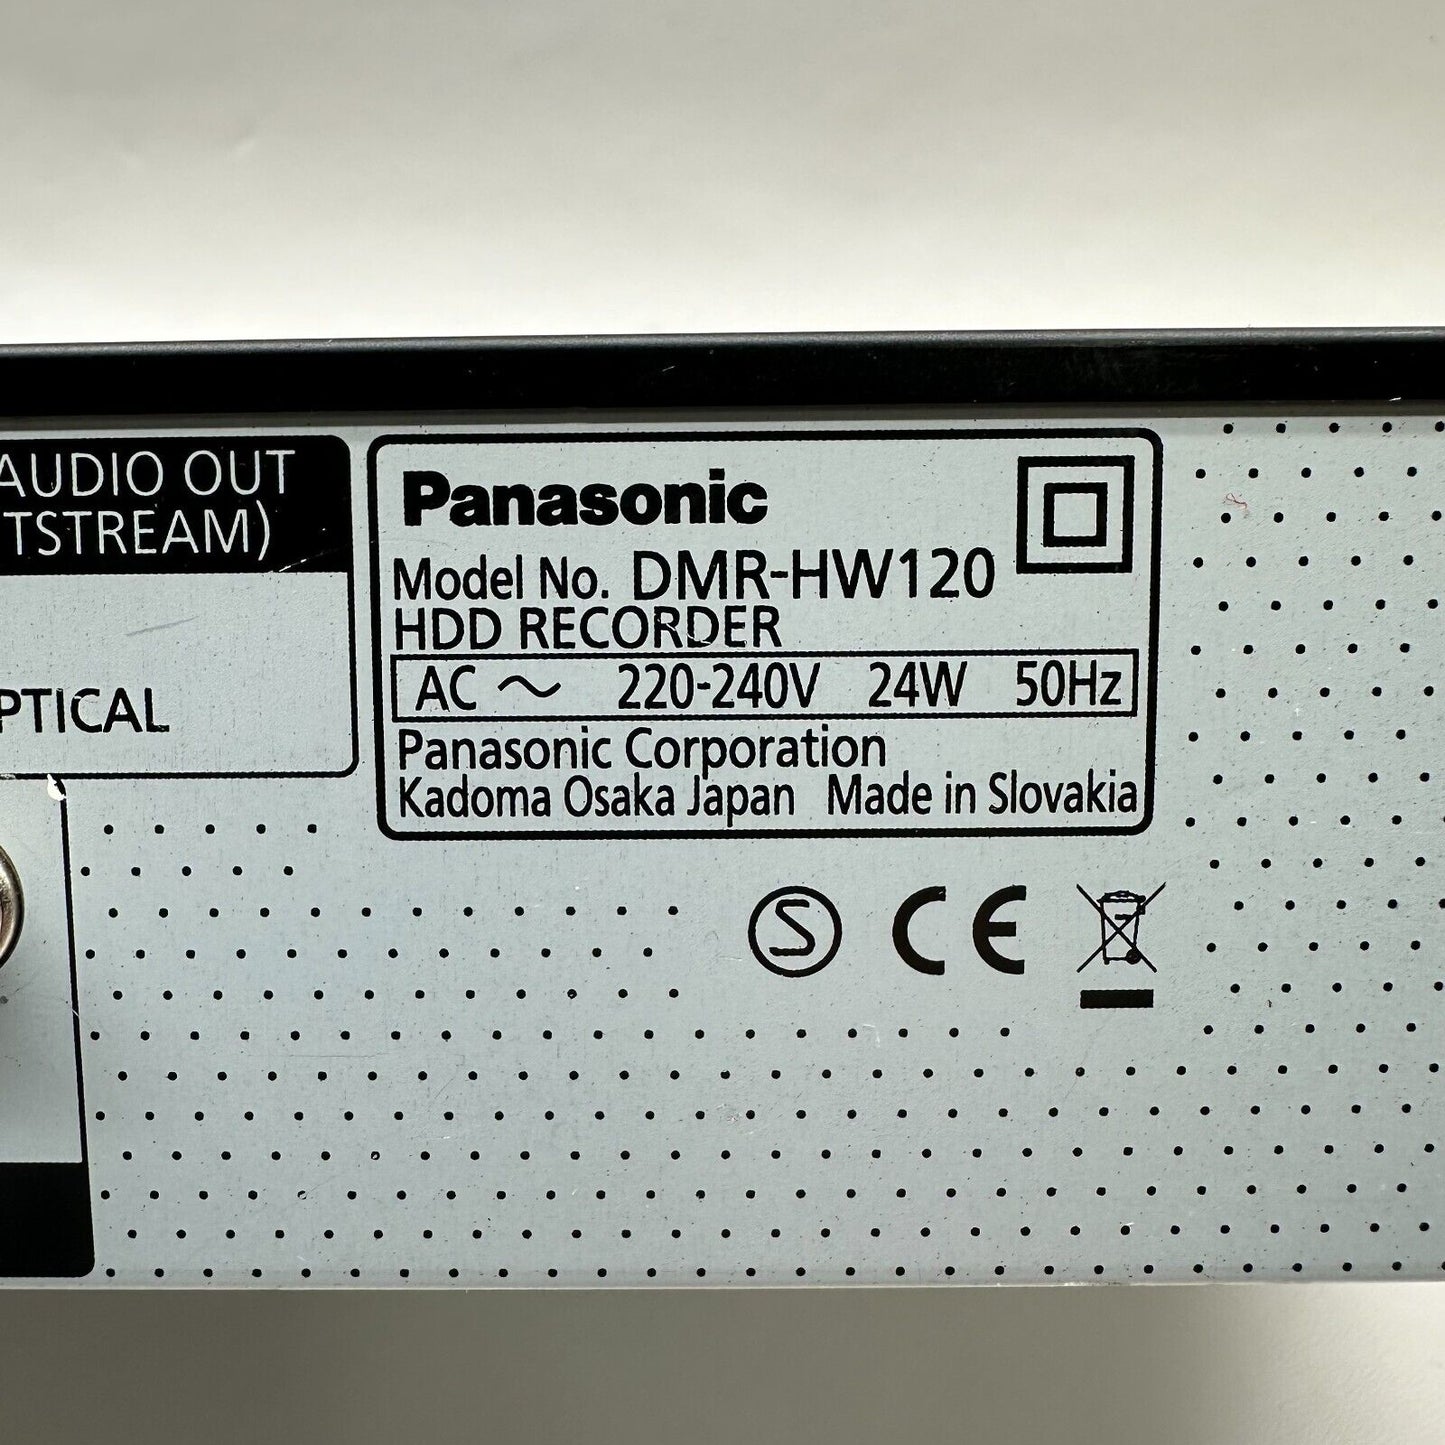 AUDIO OUT
TSTREAM)
PTICAL
Panasonic
Model No. DMR-HW120
HDD RECORDER
AC ~ 220-240V 24W 50Hz
Panasonic Corporation
Kadoma Osaka Japan Made in Slovakia
S CE